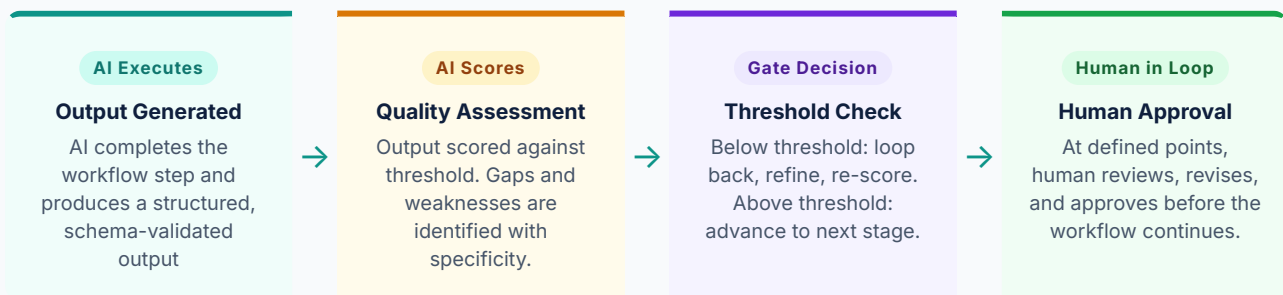 AI Executes
Output Generated
AI completes the
workflow step and
produces a structured,
schema-validated
output
AI Scores
Quality Assessment
Output scored against
threshold. Gaps and
weaknesses are
identified with
specificity.
Gate Decision
Threshold Check
Below threshold: loop
back, refine, re-score.
Above threshold:
advance to next stage.
Human in Loop
Human Approval
At defined points,
human reviews, revises,
and approves before the
workflow continues.